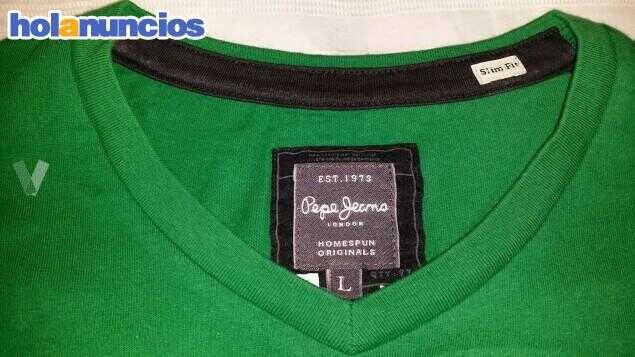 holanuncios
Slim Fit
EST. 1973
Pepe Jeans
LONDON
HOMESPUN
ORIGINALS
L